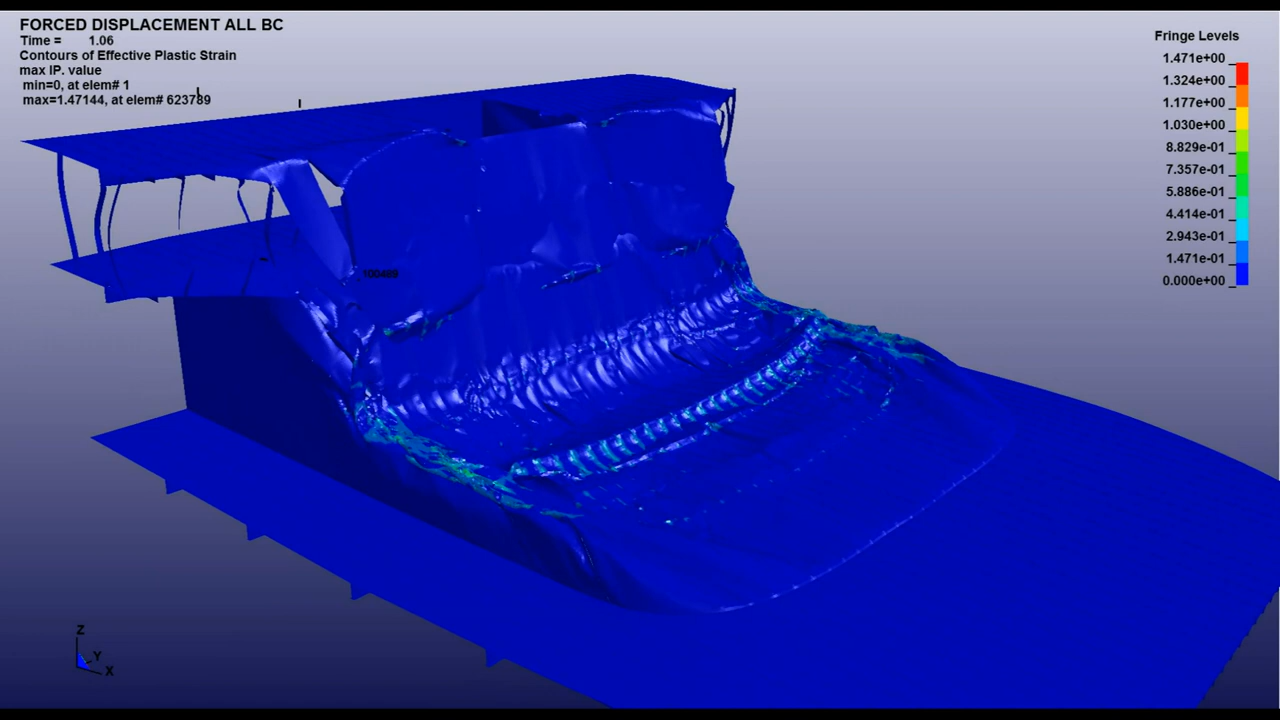 FORCED DISPLACEMENT ALL BC
Time = 1.06
Contours of Effective Plastic Strain
max IP. value
min=0, at elem# 1
max=1.47144, at elem# 623789
Fringe Levels
1.471e+00
1.324e+00
1.177e+00
1.030e+00
8.829e-01
7.357e-01
5.886e-01
4.414e-01
2.943e-01
1.471e-01
0.000e+00
Z
Y
X